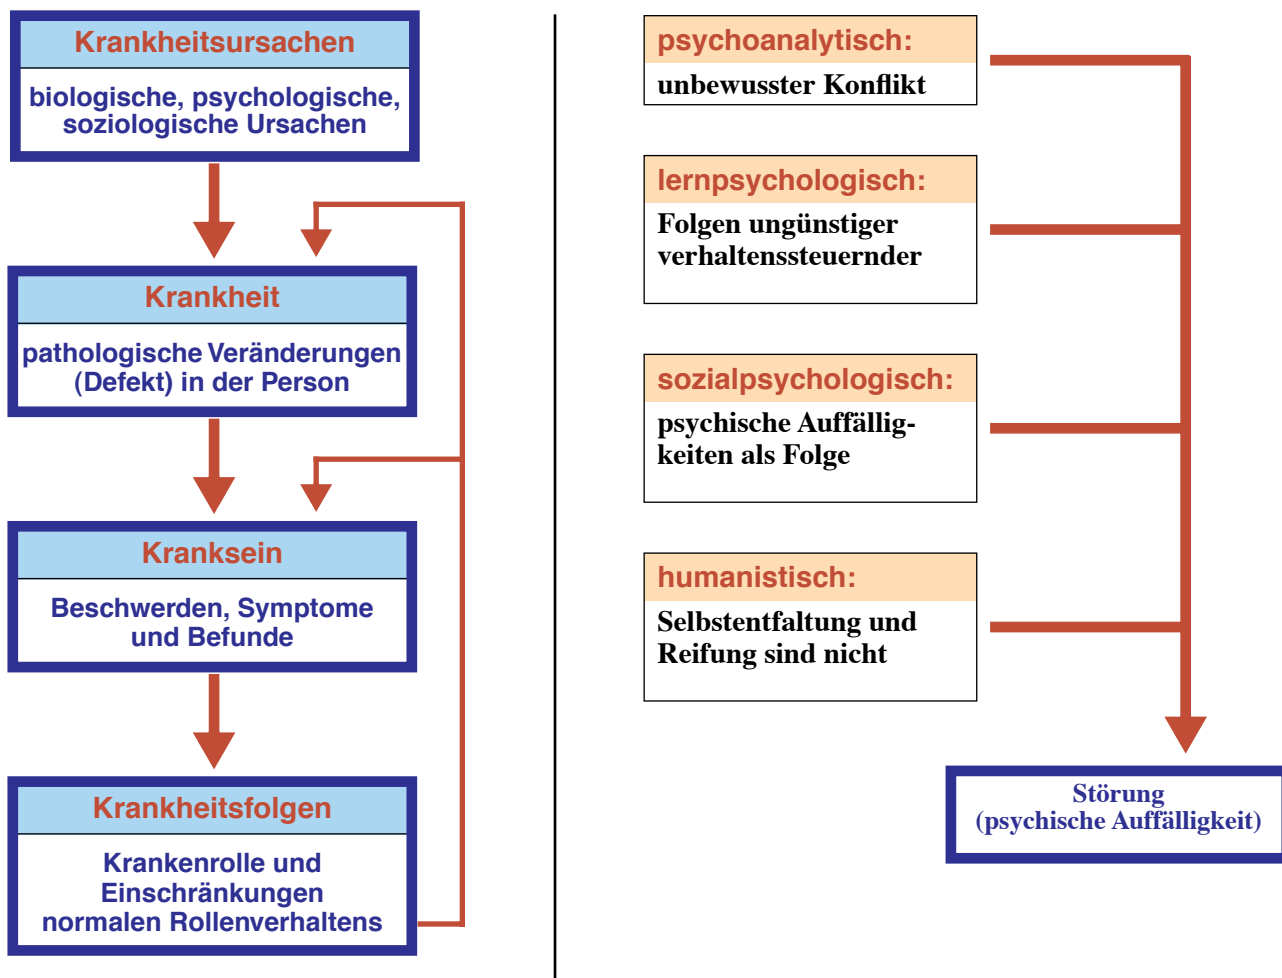 Krankheitsursachen
biologische, psychologische,
soziologische Ursachen
Krankheit
pathologische Veränderungen
(Defekt) in der Person
Kranksein
Beschwerden, Symptome
und Befunde
Krankheitsfolgen
Krankenrolle und
Einschränkungen
normalen Rollenverhaltens
psychoanalytisch:
unbewusster Konflikt
lernpsychologisch:
Folgen ungünstiger
verhaltenssteuernder
sozialpsychologisch:
psychische Auffällig-
keiten als Folge
humanistisch:
Selbstentfaltung und
Reifung sind nicht
Störung
(psychische Auffälligkeit)